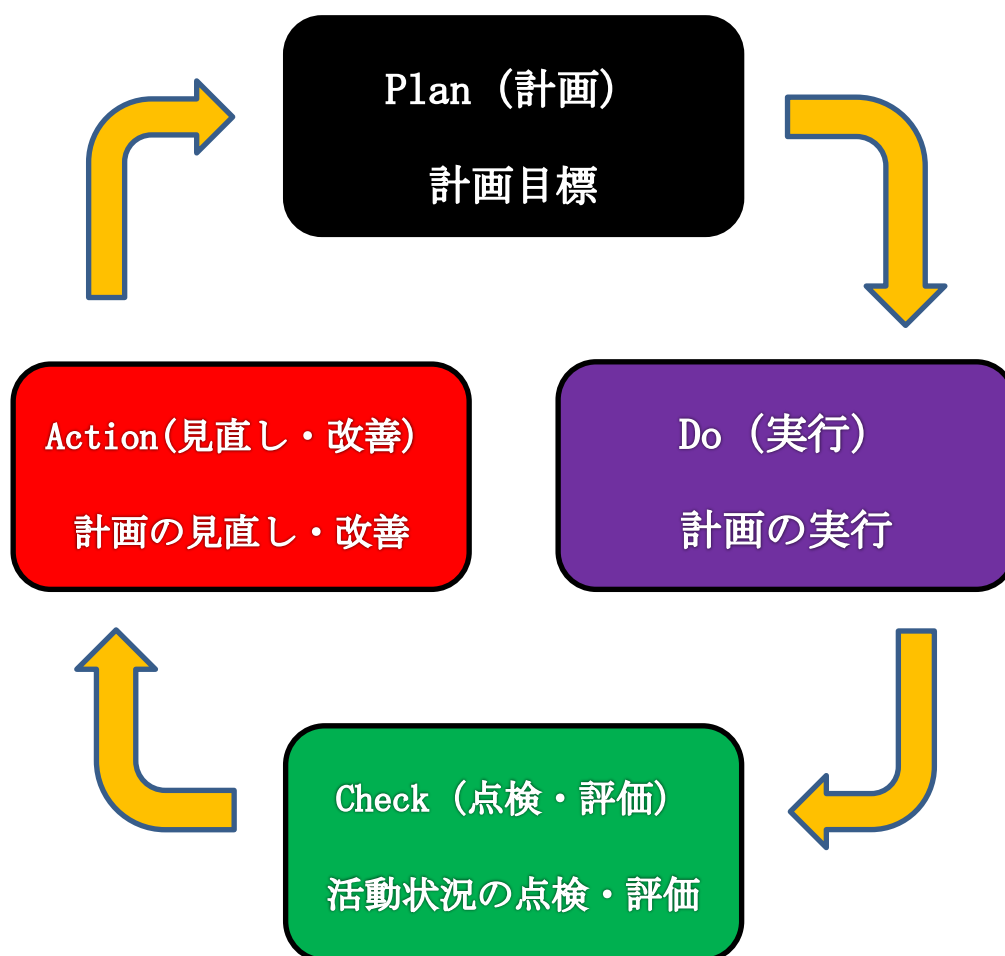 Plan (計画)
計画目標
Do (実行)
計画の実行
Check (点検・評価)
活動状況の点検・評価
Action(見直し・改善)
計画の見直し・改善